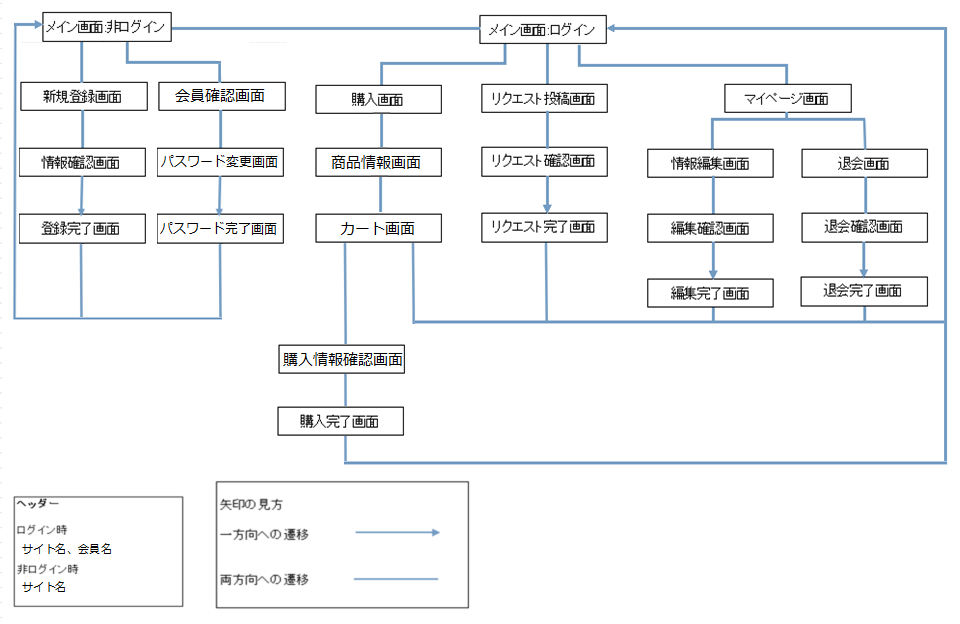 メイン画面:非ログイン
メイン画面:ログイン
新規登録画面
会員確認画面
購入画面
リクエスト投稿画面
マイページ画面
情報確認画面
パスワード変更画面
商品情報画面
リクエスト確認画面
情報編集画面
退会画面
登録完了画面
パスワード完了画面
カート画面
リクエスト完了画面
編集確認画面
退会確認画面
編集完了画面
退会完了画面
購入情報確認画面
購入完了画面
ヘッダー
ログイン時
サイト名、会員名
非ログイン時
サイト名
矢印の見方
一方向への遷移
両方向への遷移